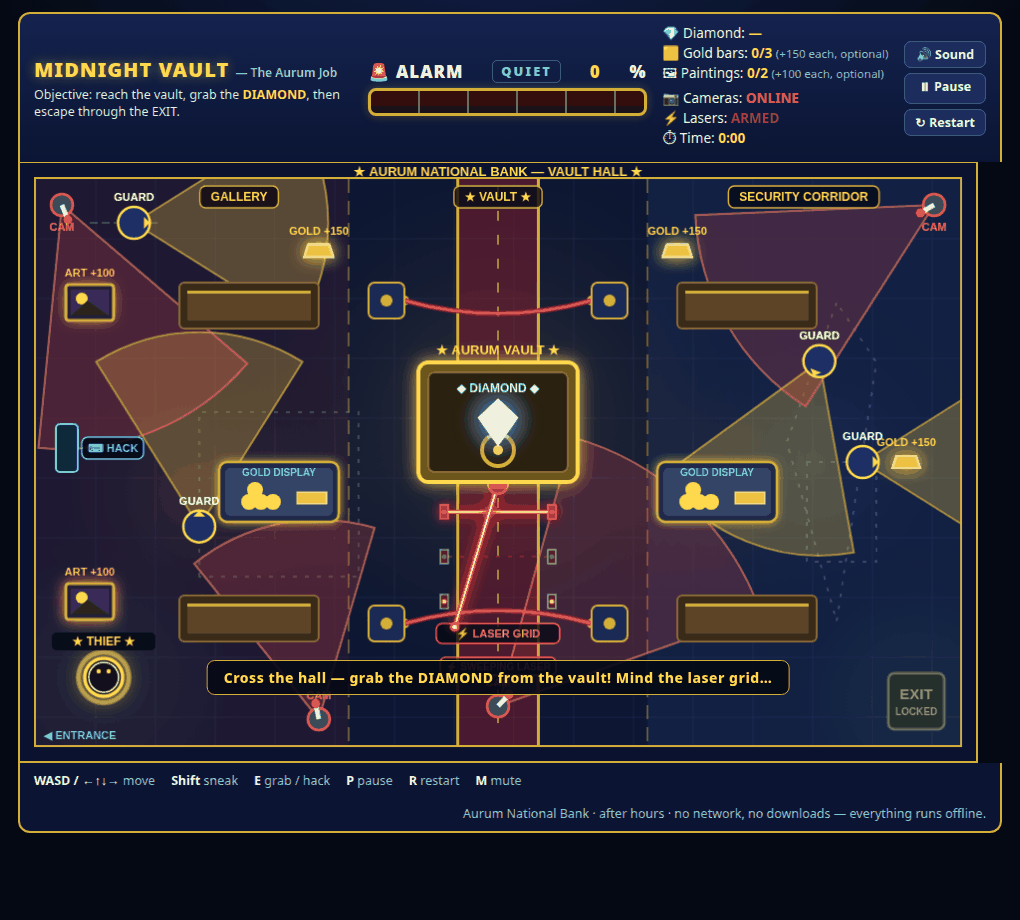 MIDNIGHT VAULT — The Aurum Job
Objective: reach the vault, grab the DIAMOND, then
escape through the EXIT.
🚨 ALARM QUIET 0 %
💎 Diamond: —
🟨 Gold bars: 0/3 (+150 each, optional)
🖼 Paintings: 0/2 (+100 each, optional)
📷 Cameras: ONLINE
⚡ Lasers: ARMED
⏱ Time: 0:00
🔊 Sound
⏸ Pause
↻ Restart
★ AURUM NATIONAL BANK — VAULT HALL ★
GUARD
GALLERY
★ VAULT ★
SECURITY CORRIDOR
CAM
CAM
GOLD +150
GOLD +150
ART +100
GUARD
★ AURUM VAULT ★
◆ DIAMOND ◆
⌨ HACK
GUARD
GOLD +150
GOLD DISPLAY
GOLD DISPLAY
GUARD
ART +100
★ THIEF ★
⚡ LASER GRID
⚡ SWEEPING LASER
Cross the hall — grab the DIAMOND from the vault! Mind the laser grid...
CAM
EXIT
LOCKED
◀ ENTRANCE
WASD / ←↑↓→ move Shift sneak E grab / hack P pause R restart M mute
Aurum National Bank · after hours · no network, no downloads — everything runs offline.